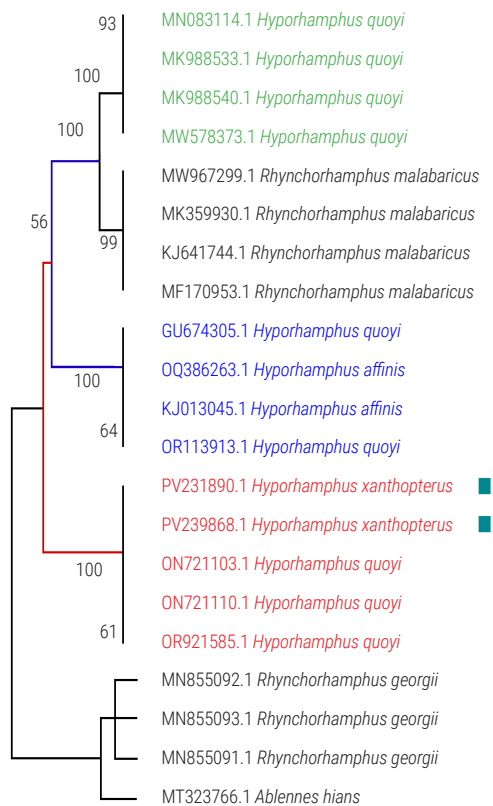 93
MN083114.1 Hyporhamphus quoyi
MK988533.1 Hyporhamphus quoyi
100
MK988540.1 Hyporhamphus quoyi
100
MW578373.1 Hyporhamphus quoyi
MW967299.1 Rhynchorhamphus malabaricus
56
MK359930.1 Rhynchorhamphus malabaricus
99
KJ641744.1 Rhynchorhamphus malabaricus
MF170953.1 Rhynchorhamphus malabaricus
GU674305.1 Hyporhamphus quoyi
OQ386263.1 Hyporhamphus affinis
100
KJ013045.1 Hyporhamphus affinis
64
OR113913.1 Hyporhamphus quoyi
PV231890.1 Hyporhamphus xanthopterus
PV239868.1 Hyporhamphus xanthopterus
ON721103.1 Hyporhamphus quoyi
100
ON721110.1 Hyporhamphus quoyi
61
OR921585.1 Hyporhamphus quoyi
MN855092.1 Rhynchorhamphus georgii
MN855093.1 Rhynchorhamphus georgii
MN855091.1 Rhynchorhamphus georgii
MT323766.1 Ablennes hians